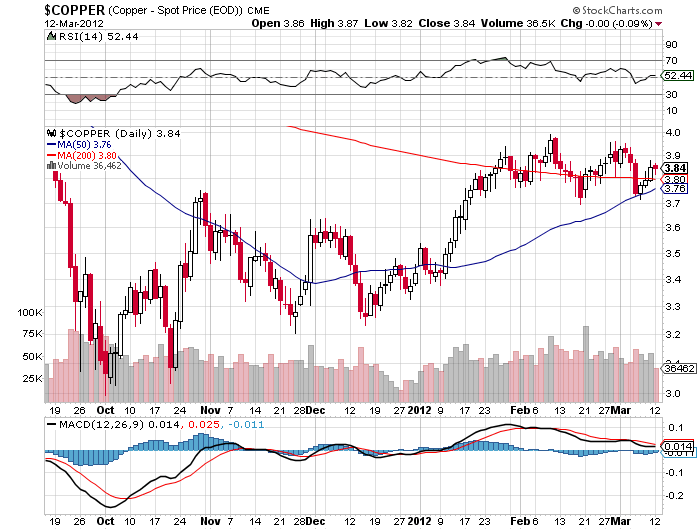 $COPPER (Copper - Spot Price (EOD)) CME © StockCharts.com
12-Mar-2012 Open 3.86 High 3.87 Low 3.82 Close 3.84 Volume 36.5K Chg -0.00 (-0.09%)
RSI(14) 52.44
90
70
52.44
30
10
$COPPER (Daily) 3.84
MA(50) 3.76
MA(200) 3.80
Volume 36,462
4.0
3.9
3.84
3.80
3.76
3.7
3.6
3.5
3.4
3.3
3.2
3.1
3.0
100K
75K
50K
25K
36462
19 26 Oct 10 17 24 Nov 7 14 21 28 Dec 12 19 27 2012 9 17 23 Feb 6 13 21 27 Mar 12
MACD(12,26,9) 0.014, 0.025, -0.011
0.1
0.014
-0.011
-0.1
-0.2
19 26 Oct 10 17 24 Nov 7 14 21 28 Dec 12 19 27 2012 9 17 23 Feb 6 13 21 27 Mar 12